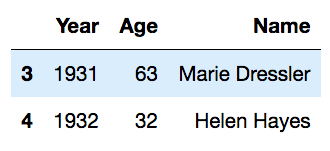 Year Age Name
3 1931 63 Marie Dressler
4 1932 32 Helen Hayes